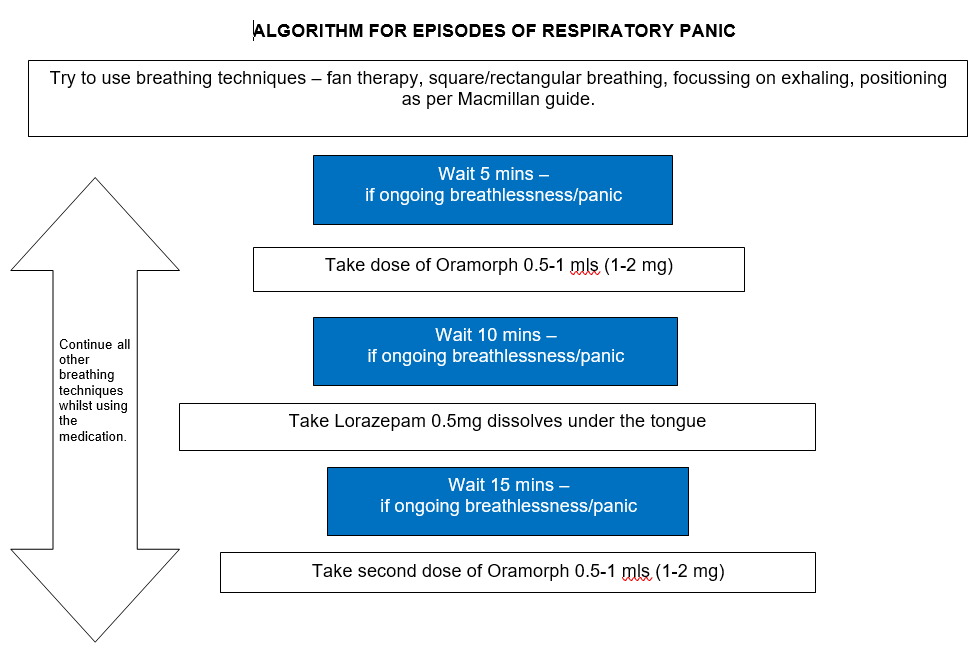 ALGORITHM FOR EPISODES OF RESPIRATORY PANIC
Try to use breathing techniques – fan therapy, square/rectangular breathing, focussing on exhaling, positioning
as per Macmillan guide.
Wait 5 mins –
if ongoing breathlessness/panic
Take dose of Oramorph 0.5-1 mls (1-2 mg)
Wait 10 mins –
if ongoing breathlessness/panic
Continue all
other
breathing
techniques
whilst using
the
medication.
Take Lorazepam 0.5mg dissolves under the tongue
Wait 15 mins –
if ongoing breathlessness/panic
Take second dose of Oramorph 0.5-1 mls (1-2 mg)